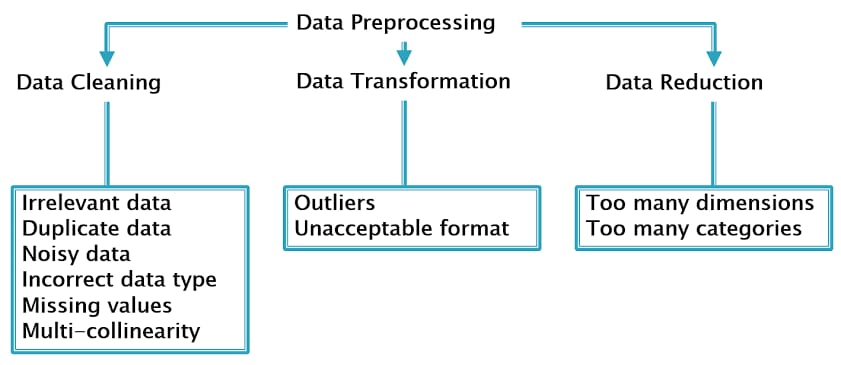 Data Preprocessing
Data Cleaning
Data Transformation
Data Reduction
Irrelevant data
Duplicate data
Noisy data
Incorrect data type
Missing values
Multi-collinearity
Outliers
Unacceptable format
Too many dimensions
Too many categories